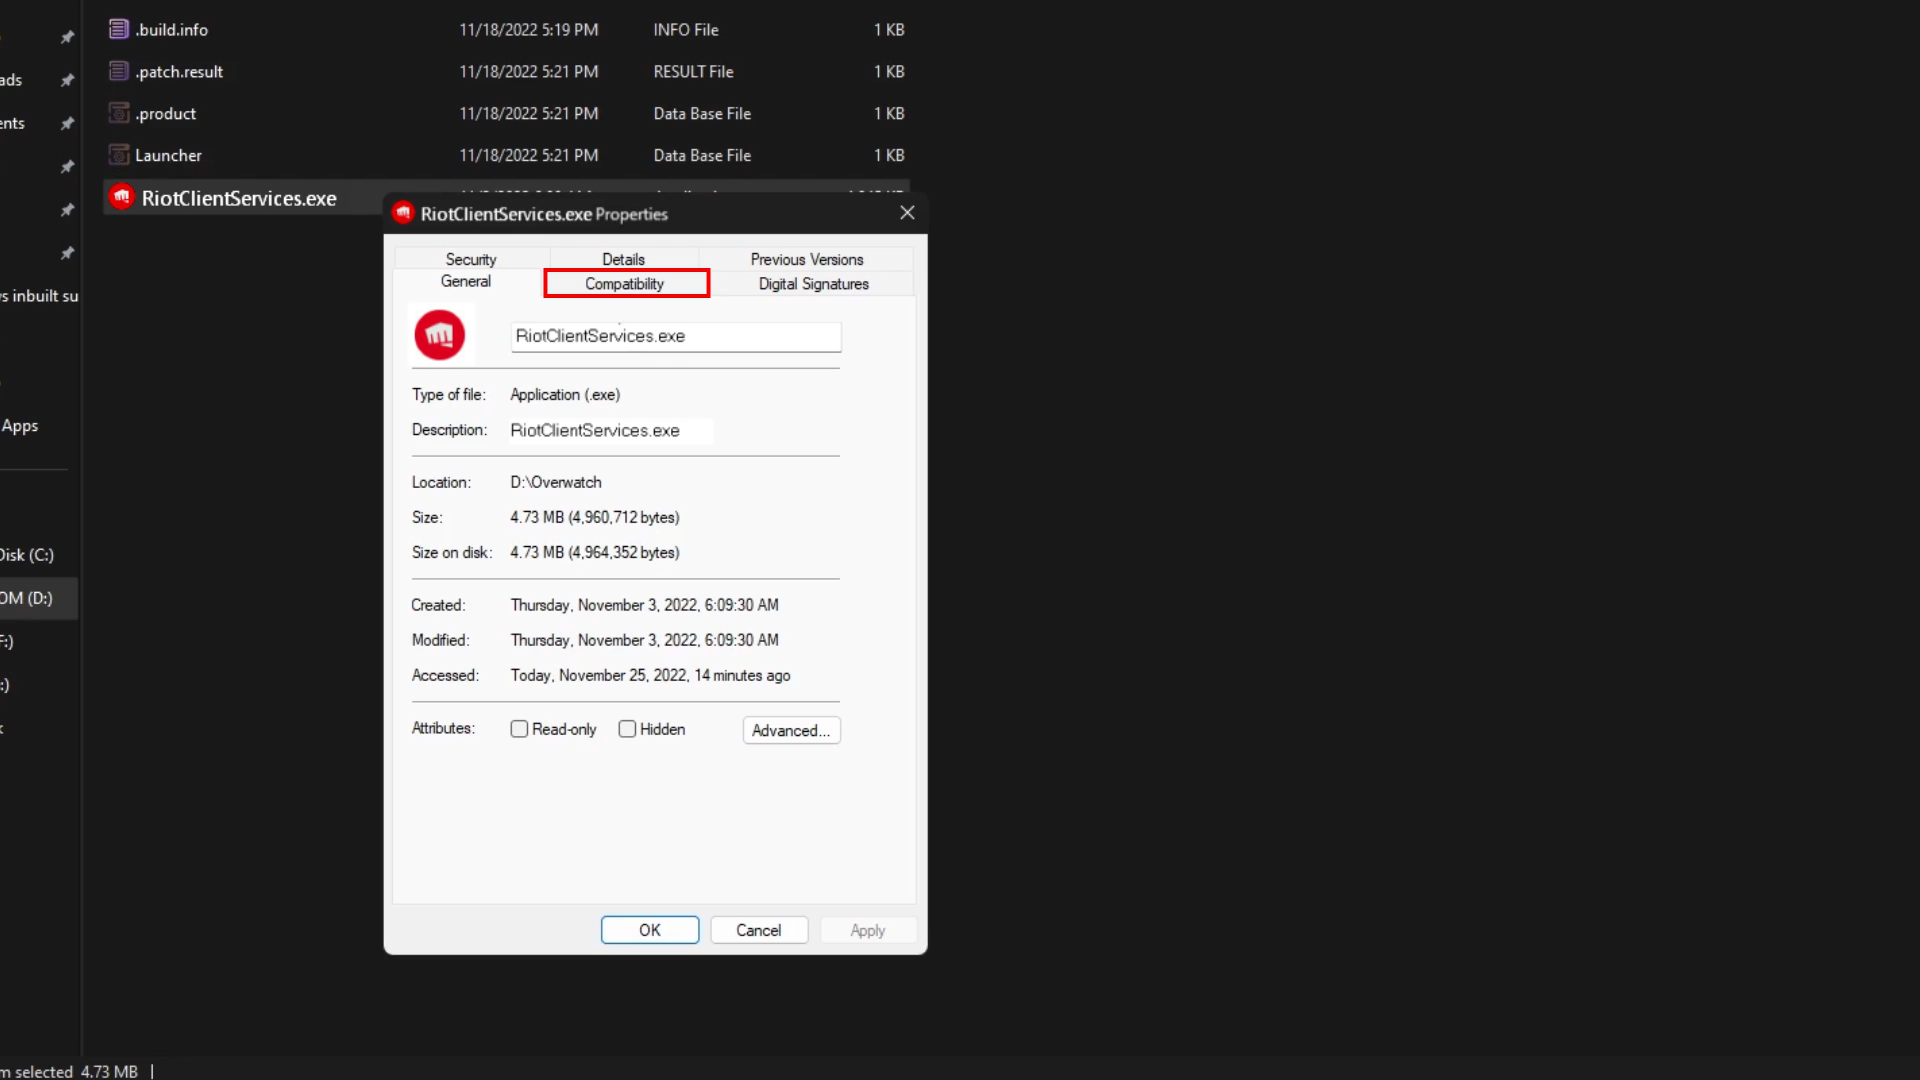 .build.info 11/18/2022 5:19 PM INFO File 1 KB
ads .patch.result 11/18/2022 5:21 PM RESULT File 1 KB
ents .product 11/18/2022 5:21 PM Data Base File 1 KB
Launcher 11/18/2022 5:21 PM Data Base File 1 KB
RiotClientServices.exe
RiotClientServices.exe Properties
Security Details Previous Versions
General Compatibility Digital Signatures
s inbuilt su
RiotClientServices.exe
Type of file: Application (.exe)
Apps
Description: RiotClientServices.exe
Location: D:\Overwatch
Size: 4.73 MB (4,960,712 bytes)
Size on disk: 4.73 MB (4,964,352 bytes)
Disk (C:)
OM (D:)
Created: Thursday, November 3, 2022, 6:09:30 AM
F:)
Modified: Thursday, November 3, 2022, 6:09:30 AM
:)
Accessed: Today, November 25, 2022, 14 minutes ago
Attributes: Read-only Hidden Advanced...
OK Cancel Apply
m selected 4.73 MB